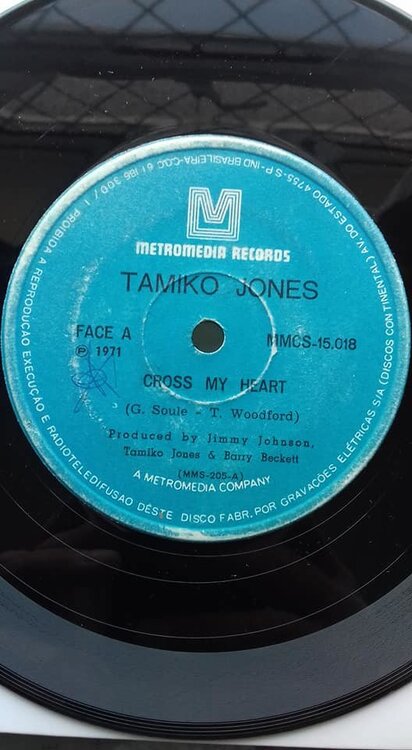 M
METROMEDIA RECORDS
TAMIKO JONES
FACE A
MMCS-15.018
℗ 1971
CROSS MY HEART
(G. Soule - T. Woodford)
Produced by Jimmy Johnson,
Tamiko Jones & Barry Beckett
(MMS-205-A)
A METROMEDIA COMPANY
PROIBIDA A REPRODUÇÃO EXECUÇÃO E RADIOTELEDIFUSÃO DÊSTE DISCO FABR. POR GRAVAÇÕES ELÉTRICAS S/A (DISCOS CONTINENTAL) AV. DO ESTADO 4755 - S.P - IND BRASILEIRA - C.G.C. 61 186 300 / 1